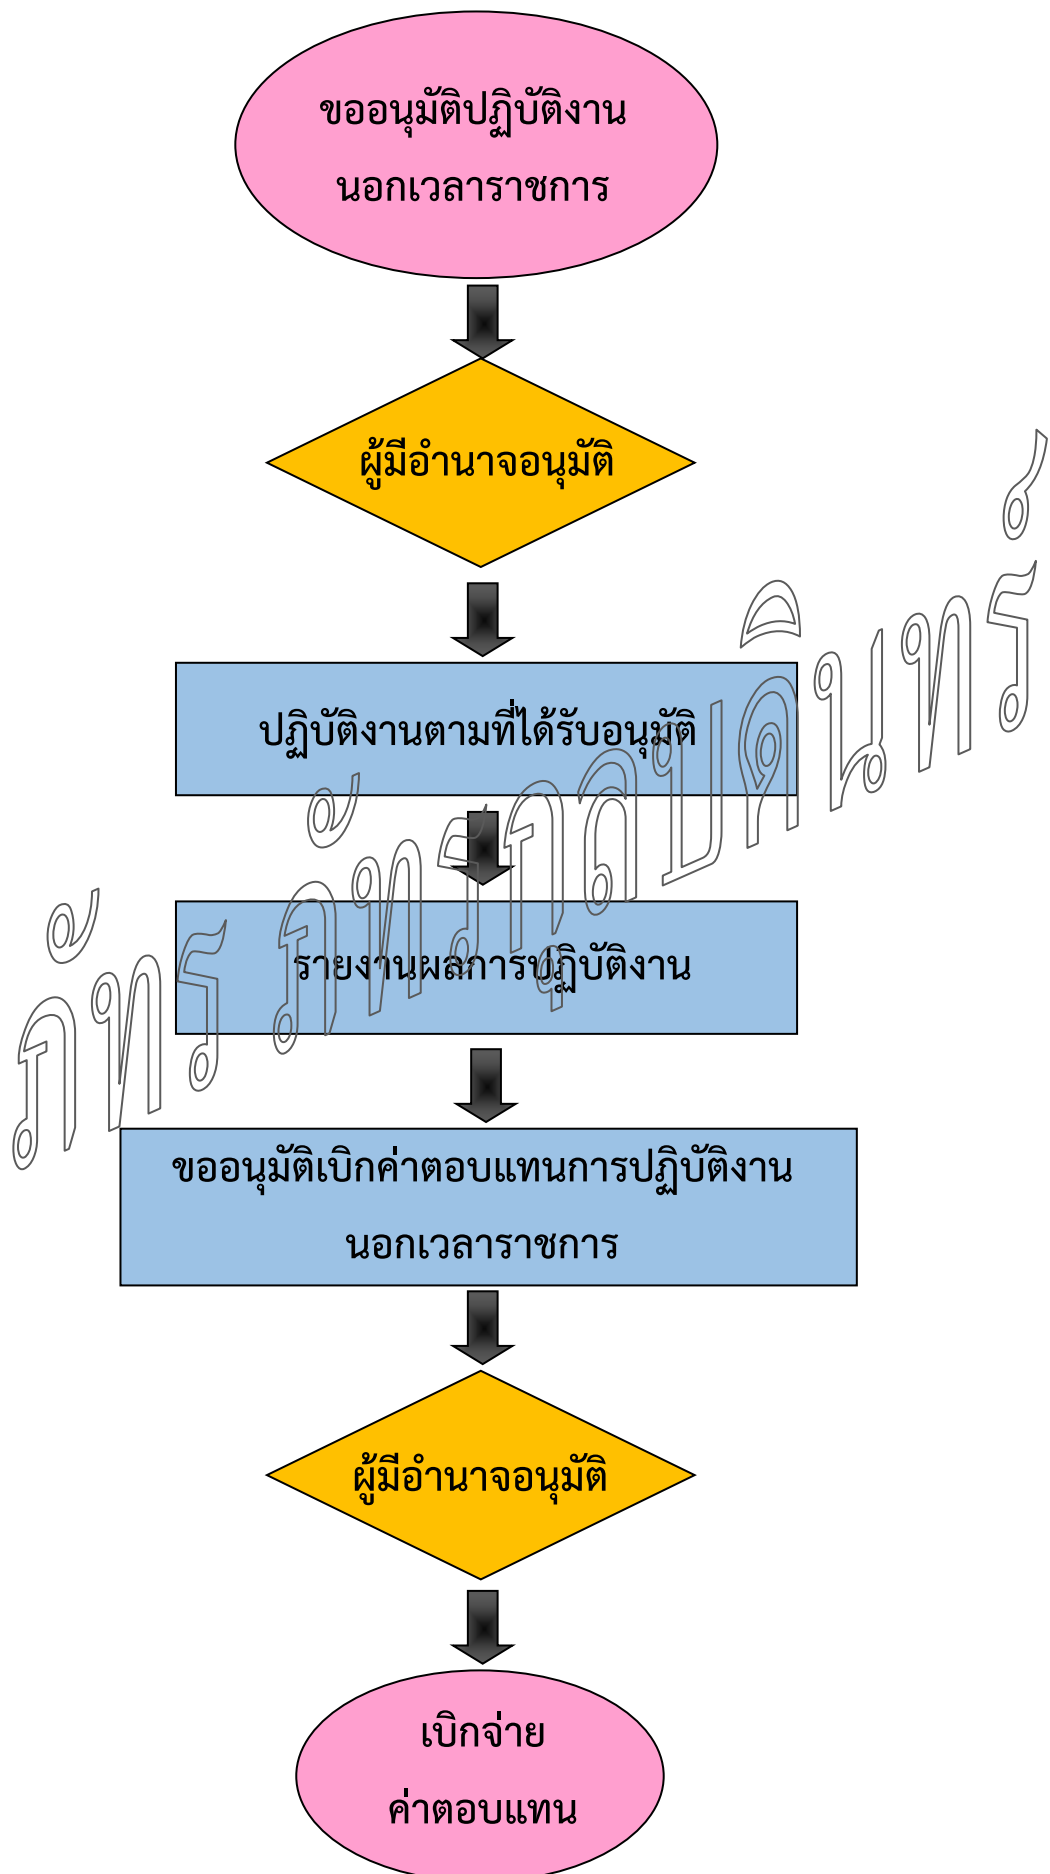 ขออนุมัติปฏิบัติงาน
นอกเวลาราชการ
ผู้มีอำนาจอนุมัติ
ปฏิบัติงานตามที่ได้รับอนุมัติ
รายงานผลการปฏิบัติงาน
ขออนุมัติเบิกค่าตอบแทนการปฏิบัติงาน
นอกเวลาราชการ
ผู้มีอำนาจอนุมัติ
เบิกจ่าย
ค่าตอบแทน
ภัทร ภัทรกุลบดินทร์